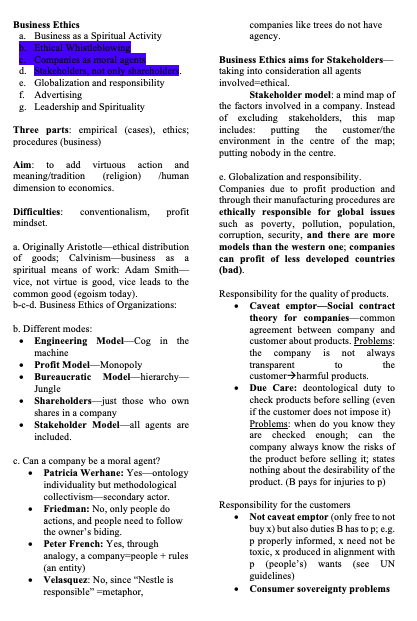 Business Ethics
a. Business as a Spiritual Activity
b. Ethical Whistleblowing
c. Companies as moral agents
d. Stakeholders, not only shareholders.
e. Globalization and responsibility
f. Advertising
g. Leadership and Spirituality
Three parts: empirical (cases), ethics;
procedures (business)
Aim: to add virtuous action and
meaning/tradition (religion) /human
dimension to economics.
Difficulties: conventionalism, profit
mindset.
a. Originally Aristotle—ethical distribution
of goods; Calvinism—business as a
spiritual means of work: Adam Smith—
vice, not virtue is good, vice leads to the
common good (egoism today).
b-c-d. Business Ethics of Organizations:
b. Different modes:
• Engineering Model—Cog in the
machine
• Profit Model—Monopoly
• Bureaucratic Model—hierarchy—
Jungle
• Shareholders—just those who own
shares in a company
• Stakeholder Model—all agents are
included.
c. Can a company be a moral agent?
• Patricia Werhane: Yes—ontology
individuality but methodological
collectivism—secondary actor.
• Friedman: No, only people do
actions, and people need to follow
the owner's biding.
• Peter French: Yes, through
analogy, a company=people + rules
(an entity)
• Velasquez: No, since "Nestle is
responsible" =metaphor,
companies like trees do not have
agency.
Business Ethics aims for Stakeholders—
taking into consideration all agents
involved=ethical.
Stakeholder model: a mind map of
the factors involved in a company. Instead
of excluding stakeholders, this map
includes: putting the customer/the
environment in the centre of the map;
putting nobody in the centre.
e. Globalization and responsibility.
Companies due to profit production and
through their manufacturing procedures are
ethically responsible for global issues
such as poverty, pollution, population,
corruption, security, and there are more
models than the western one; companies
can profit of less developed countries
(bad).
Responsibility for the quality of products.
• Caveat emptor—Social contract
theory for companies—common
agreement between company and
customer about products. Problems:
the company is not always
transparent to the
customer→harmful products.
• Due Care: deontological duty to
check products before selling (even
if the customer does not impose it)
Problems: when do you know they
are checked enough; can the
company always know the risks of
the product before selling it; states
nothing about the desirability of the
product. (B pays for injuries to p)
Responsibility for the customers
• Not caveat emptor (only free to not
buy x) but also duties B has to p; e.g.
p properly informed, x need not be
toxic, x produced in alignment with
p (people's) wants (see UN
guidelines)
• Consumer sovereignty problems